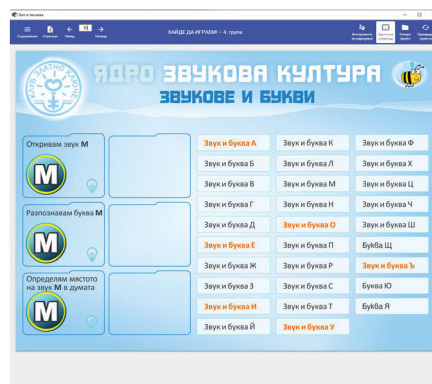 Бит и техника
Съдържание
Страници
Назад
Напред
ХАЙДЕ ДА ИГРАЕМ! - 4. група
КЛУБ ЗЛАТНО КЛЮЧЕ
ЯДРО ЗВУКОВА КУЛТУРА
ЗВУКОВЕ И БУКВИ
Откривам звук М
М
Разпознавам буква М
М
Определям мястото
на звук М в думата
М
Звук и буква А
Звук и буква Б
Звук и буква В
Звук и буква Г
Звук и буква Д
Звук и буква Е
Звук и буква Ж
Звук и буква З
Звук и буква И
Звук и буква Й
Звук и буква К
Звук и буква Л
Звук и буква М
Звук и буква Н
Звук и буква О
Звук и буква П
Звук и буква Р
Звук и буква С
Звук и буква Т
Звук и буква У
Звук и буква Ф
Звук и буква Х
Звук и буква Ц
Звук и буква Ч
Звук и буква Ш
Буква Щ
Звук и буква Ъ
Буква Ю
Буква Я